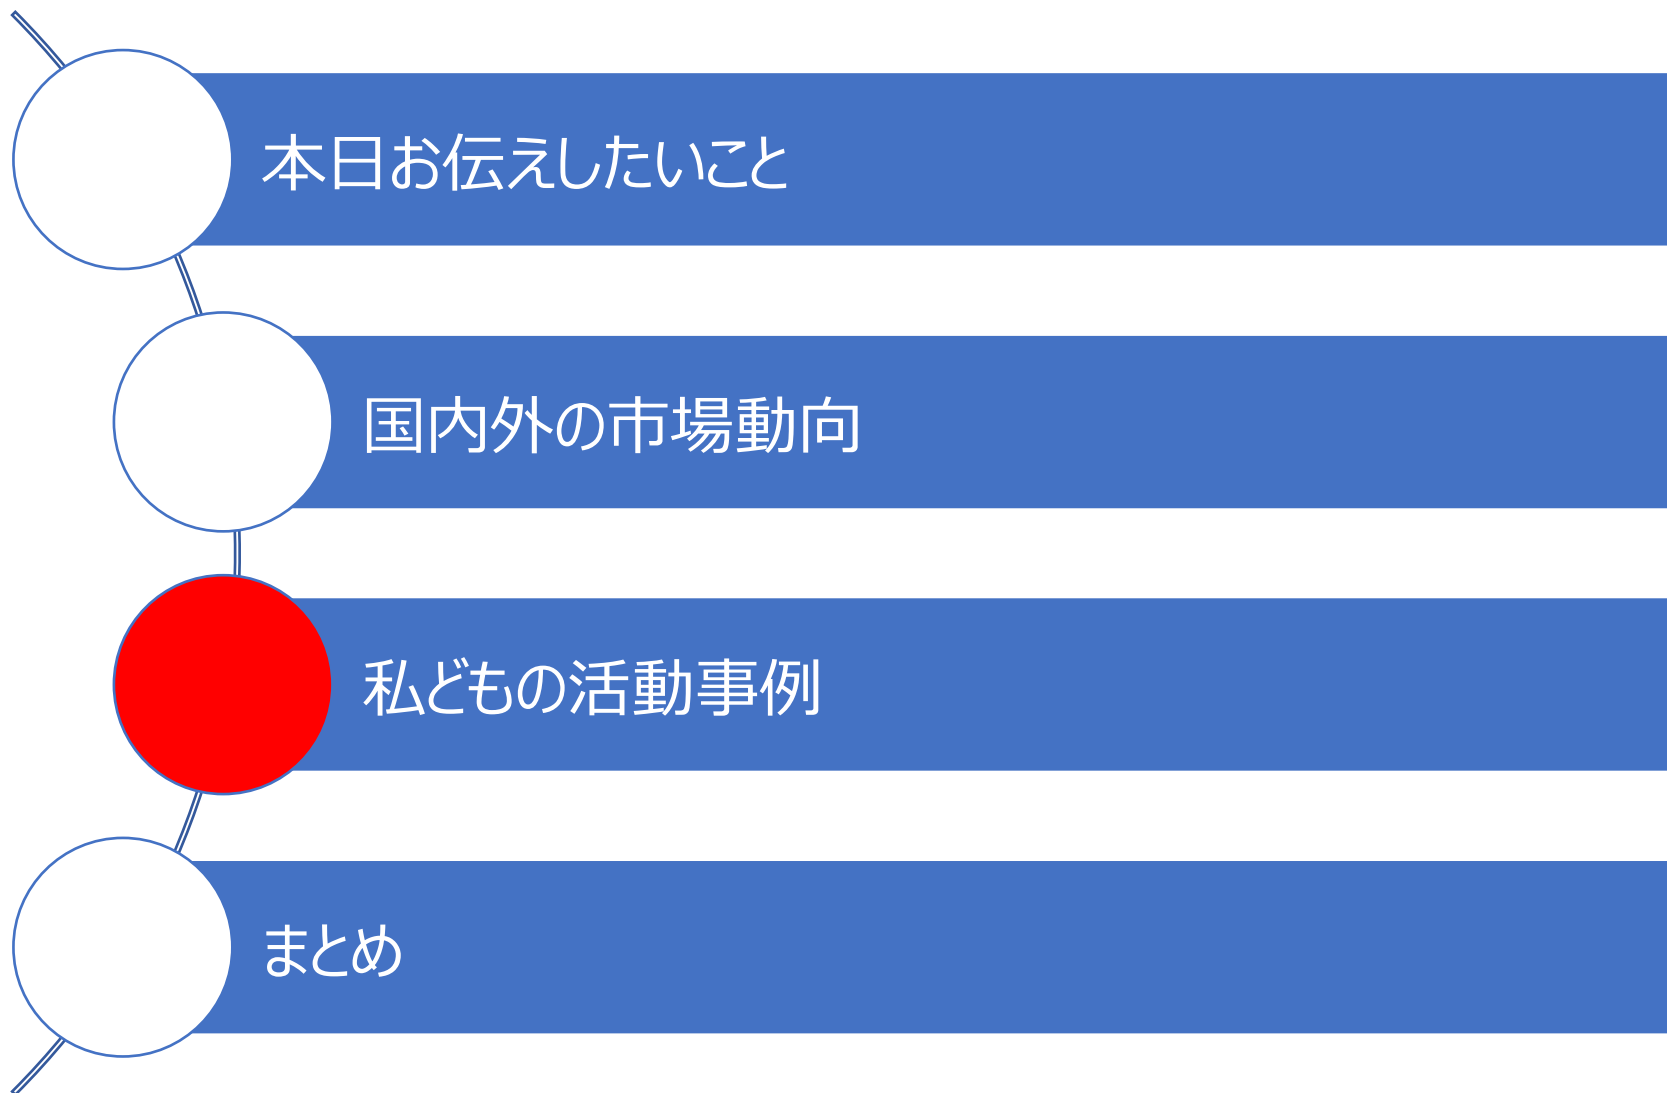 本日お伝えしたいこと
国内外の市場動向
私どもの活動事例
まとめ